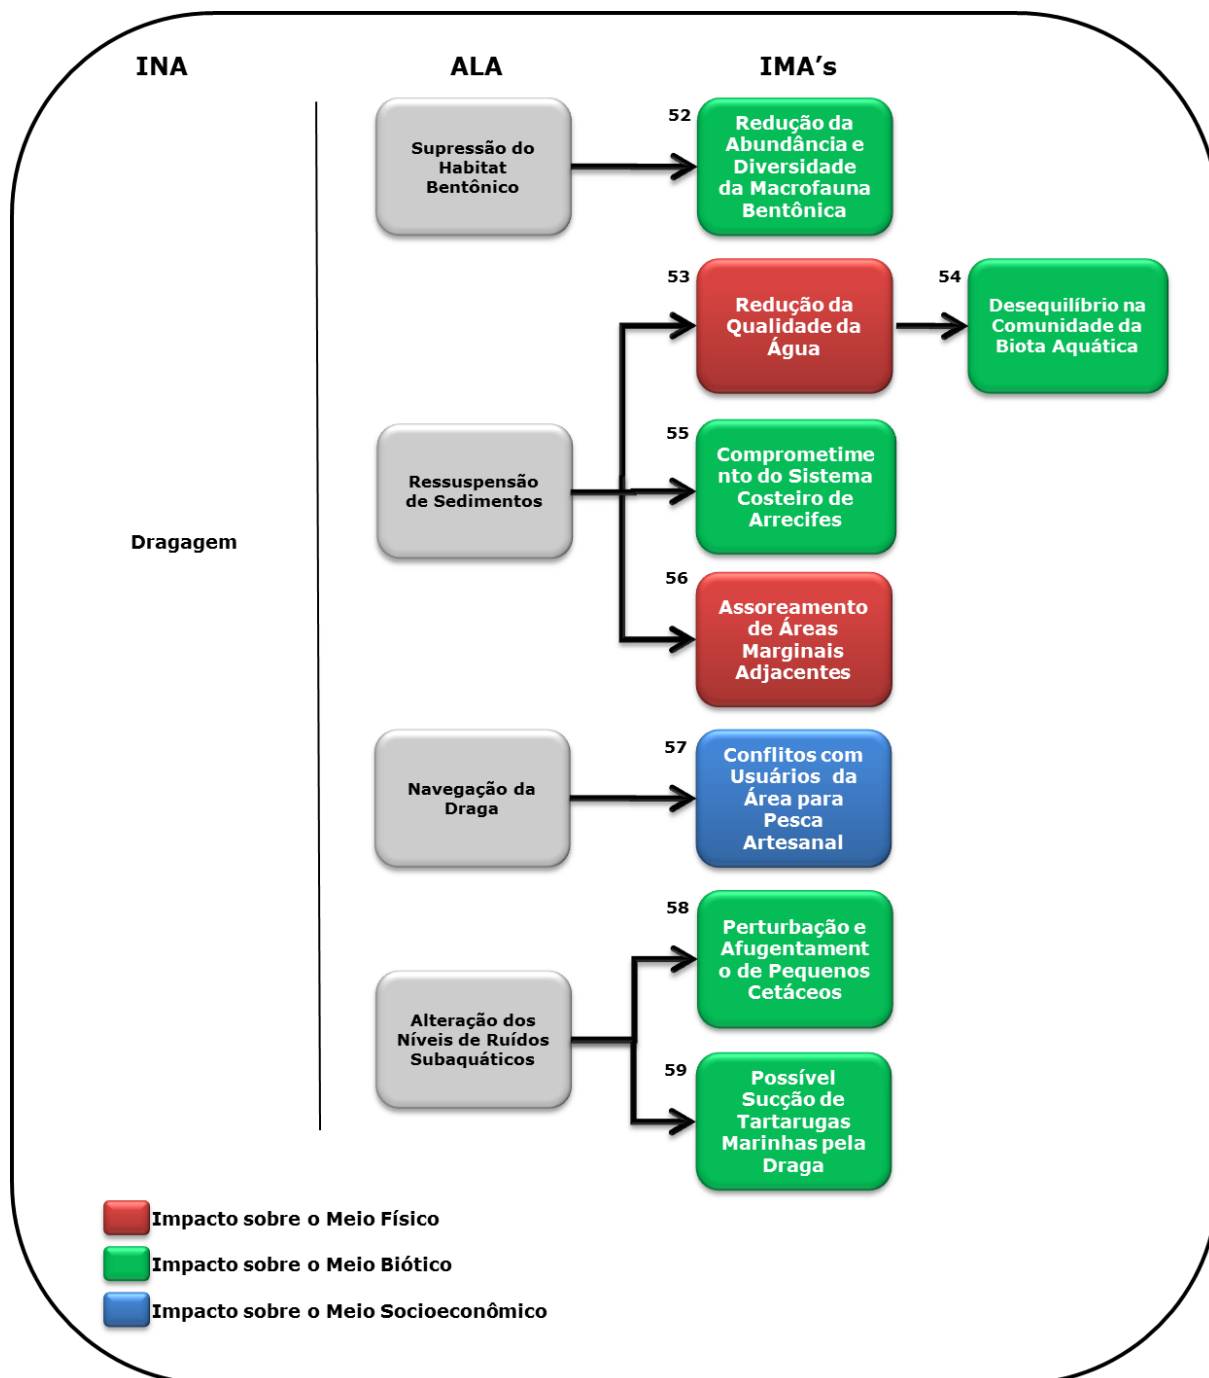 INA
ALA
IMA's
52
Supressão do
Habitat
Bentônico
Redução da
Abundância e
Diversidade
da Macrofauna
Bentônica
53
Redução da
Qualidade da
Água
54
Desequilíbrio na
Comunidade da
Biota Aquática
Ressuspensão
de Sedimentos
55
Comprometime
nto do Sistema
Costeiro de
Arrecifes
Dragagem
56
Assoreamento
de Áreas
Marginais
Adjacentes
Navegação da
Draga
57
Conflitos com
Usuários da
Área para
Pesca
Artesanal
58
Perturbação e
Afugentament
o de Pequenos
Cetáceos
Alteração dos
Níveis de Ruídos
Subaquáticos
59
Possível
Sucção de
Tartarugas
Marinhas pela
Draga
Impacto sobre o Meio Físico
Impacto sobre o Meio Biótico
Impacto sobre o Meio Socioeconômico